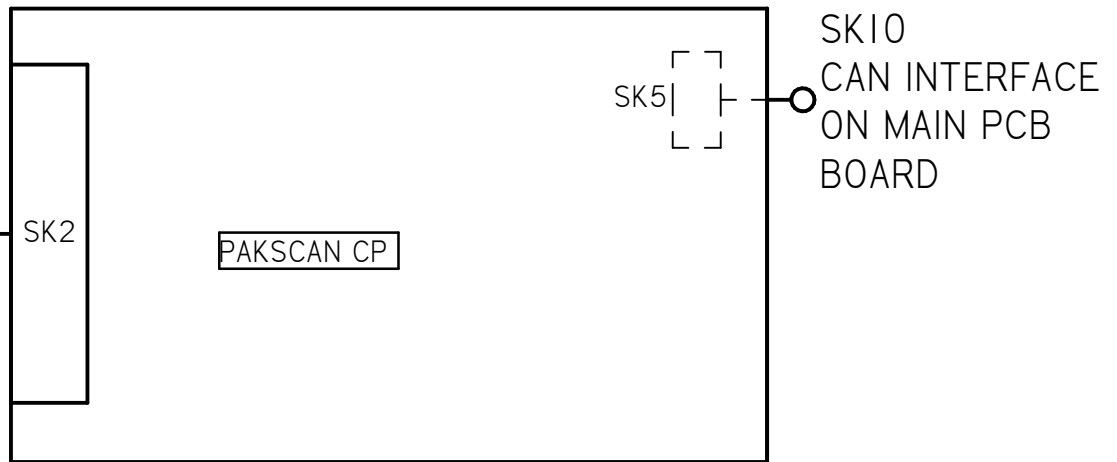 SK10
CAN INTERFACE
ON MAIN PCB
BOARD
SK5
SK2
PAKSCAN CP